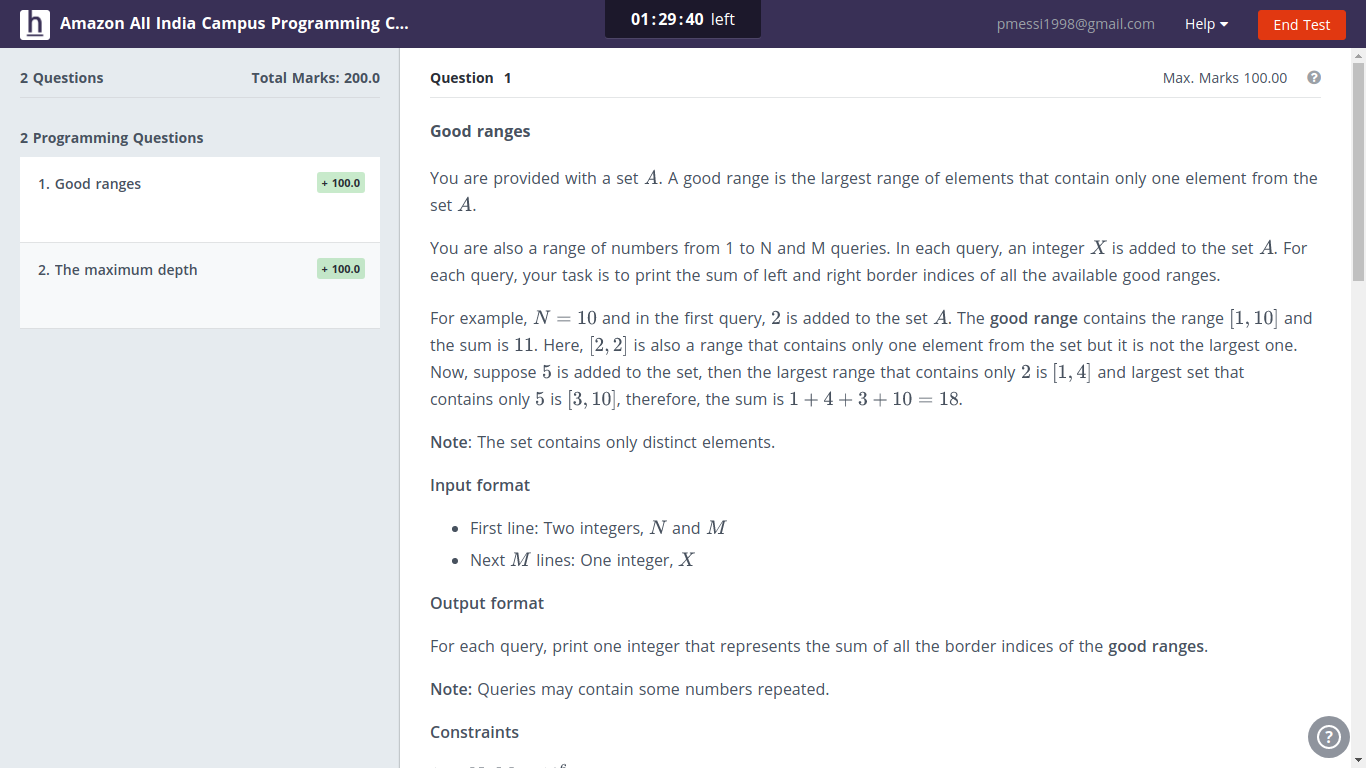 h Amazon All India Campus Programming C...
01:29:40 left
pmessi1998@gmail.com
Help
End Test
2 Questions
Total Marks: 200.0
2 Programming Questions
1. Good ranges
+ 100.0
2. The maximum depth
+ 100.0
Question 1
Max. Marks 100.00
?
Good ranges
You are provided with a set A. A good range is the largest range of elements that contain only one element from the
set A.
You are also a range of numbers from 1 to N and M queries. In each query, an integer X is added to the set A. For
each query, your task is to print the sum of left and right border indices of all the available good ranges.
For example, N = 10 and in the first query, 2 is added to the set A. The good range contains the range [1, 10] and
the sum is 11. Here, [2, 2] is also a range that contains only one element from the set but it is not the largest one.
Now, suppose 5 is added to the set, then the largest range that contains only 2 is [1, 4] and largest set that
contains only 5 is [3, 10], therefore, the sum is 1 + 4 + 3 + 10 = 18.
Note: The set contains only distinct elements.
Input format
• First line: Two integers, N and M
• Next M lines: One integer, X
Output format
For each query, print one integer that represents the sum of all the border indices of the good ranges.
Note: Queries may contain some numbers repeated.
Constraints
?